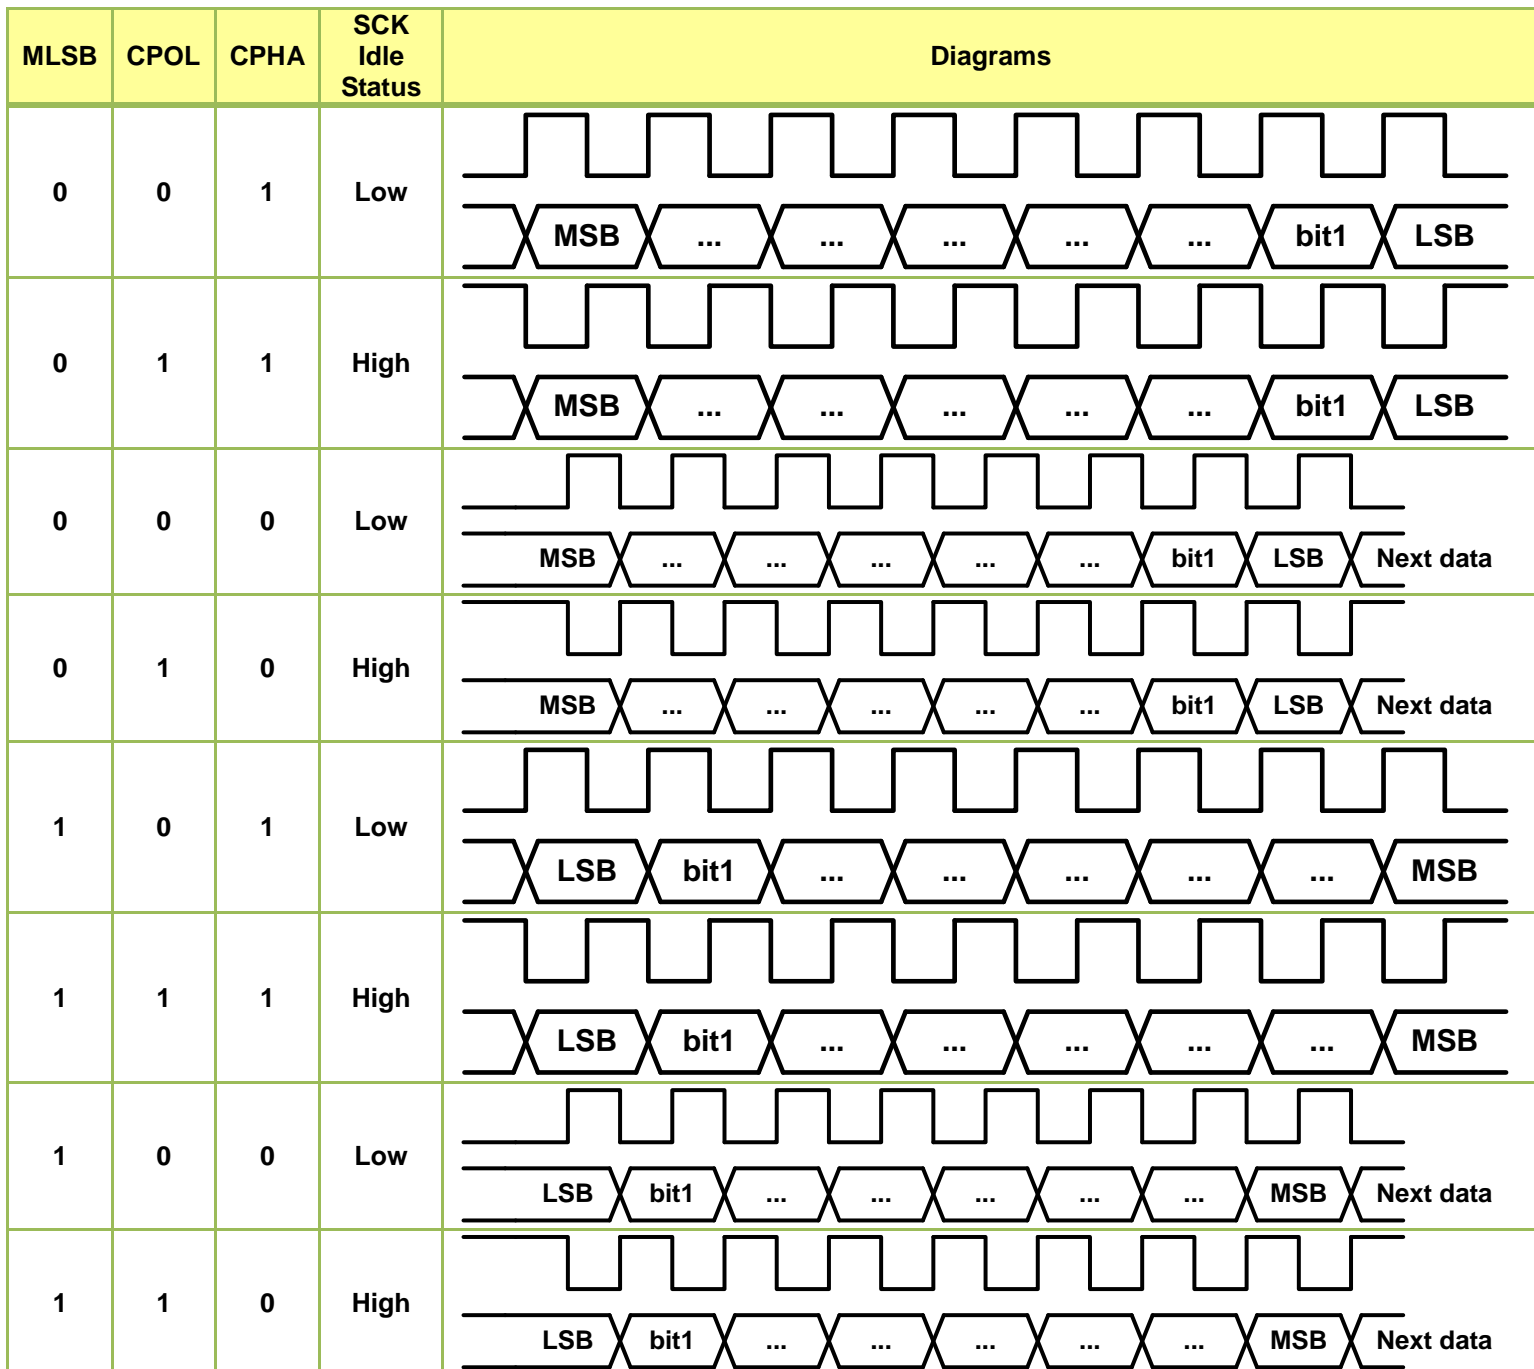 MLSB CPOL CPHA SCK Idle Status Diagrams
0 0 1 Low
MSB ... ... ... ... ... bit1 LSB
0 1 1 High
MSB ... ... ... ... ... bit1 LSB
0 0 0 Low
MSB ... ... ... ... ... bit1 LSB Next data
0 1 0 High
MSB ... ... ... ... ... bit1 LSB Next data
1 0 1 Low
LSB bit1 ... ... ... ... ... MSB
1 1 1 High
LSB bit1 ... ... ... ... ... MSB
1 0 0 Low
LSB bit1 ... ... ... ... ... MSB Next data
1 1 0 High
LSB bit1 ... ... ... ... ... MSB Next data